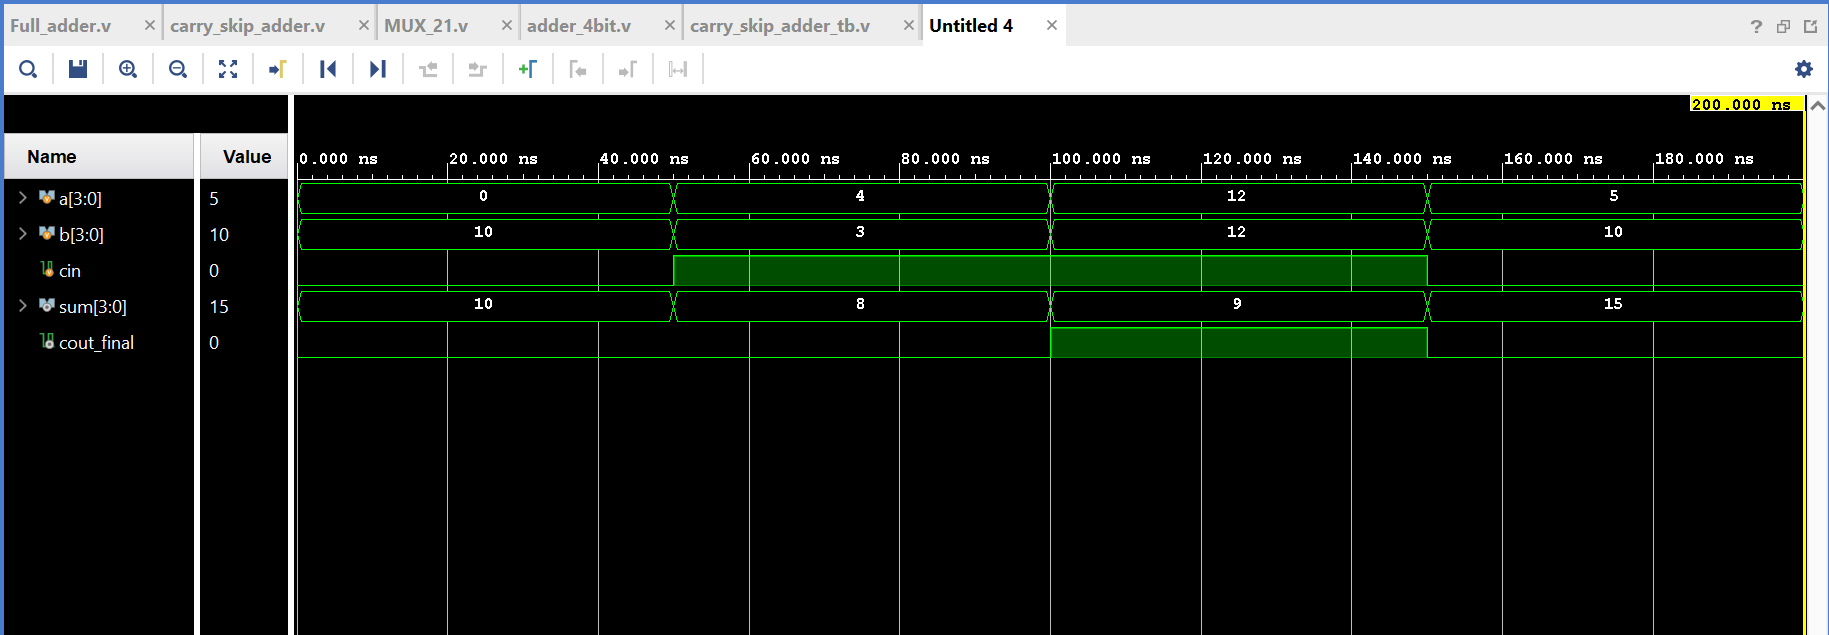 Full_adder.v × carry_skip_adder.v × MUX_21.v × adder_4bit.v × carry_skip_adder_tb.v × Untitled 4 × ?
200.000 ns
Name Value 0.000 ns 20.000 ns 40.000 ns 60.000 ns 80.000 ns 100.000 ns 120.000 ns 140.000 ns 160.000 ns 180.000 ns
a[3:0] 5 0 4 12 5
b[3:0] 10 10 3 12 10
cin 0
sum[3:0] 15 10 8 9 15
cout_final 0